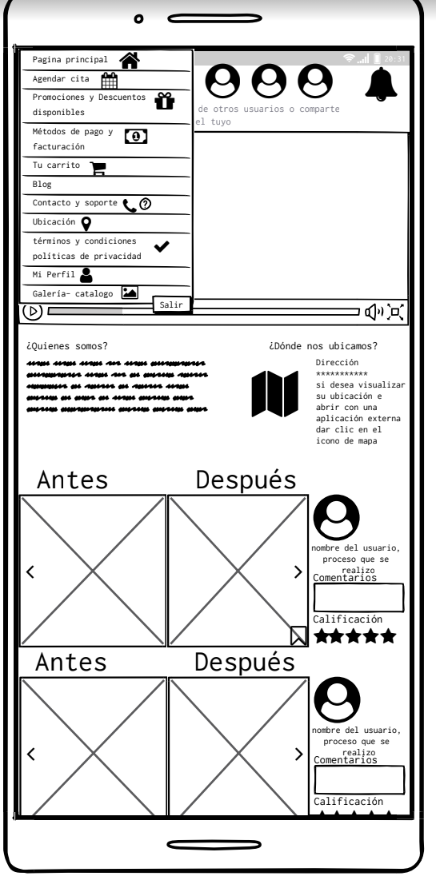 20:31
Pagina principal
Agendar cita
Promociones y Descuentos
disponibles
Métodos de pago y
facturación
Tu carrito
Blog
Contacto y soporte
Ubicación
términos y condiciones
políticas de privacidad
Mi Perfil
Galería- catalogo
Salir
de otros usuarios o comparte
el tuyo
¿Quienes somos?
¿Dónde nos ubicamos?
Dirección
***********
si desea visualizar
su ubicación e
abrir con una
aplicación externa
dar clic en el
icono de mapa
Antes
Después
nombre del usuario,
proceso que se
realizo
Comentarios
Calificación
Antes
Después
nombre del usuario,
proceso que se
realizo
Comentarios
Calificación